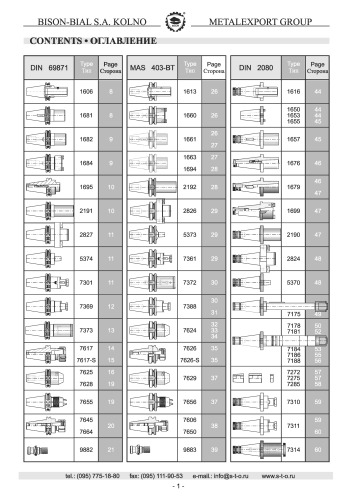 BISON-BIAL S.A. KOLNO METALEXPORT GROUP
CONTENTS • ОГЛАВЛЕНИЕ
DIN 69871 Type Тип Page Сторона MAS 403-BT Type Тип Page Сторона DIN 2080 Type Тип Page Сторона
1606 8 1613 26 1616 44
1681 8 1660 26 1650 44 1653 44 1655 45
1682 9 1661 26 27 1657 45
1684 9 1663 27 1694 28 1676 46
1695 10 2192 28 1679 46 47
2191 10 2826 29 1699 47
2827 11 5373 29 2190 47
5374 11 7361 29 2824 48
7301 11 7372 30 5370 48
7369 12 7388 30 31 7175 49
7373 13 7624 32 33 34 7178 50 7181 52
7617 14 7617-S 15 7626 35 7626-S 35 7184 53 7186 55 7188 56
7625 16 7628 19 7629 37 7272 57 7275 57 7285 58
7655 19 7656 37 7310 59
7645 7664 20 7606 7650 38 7311 59 60
9882 21 9883 39 7314 60
tel.: (095) 775-18-80 fax: (095) 111-90-53 e-mail.: info@s-t-o.ru www.s-t-o.ru
- 1 -